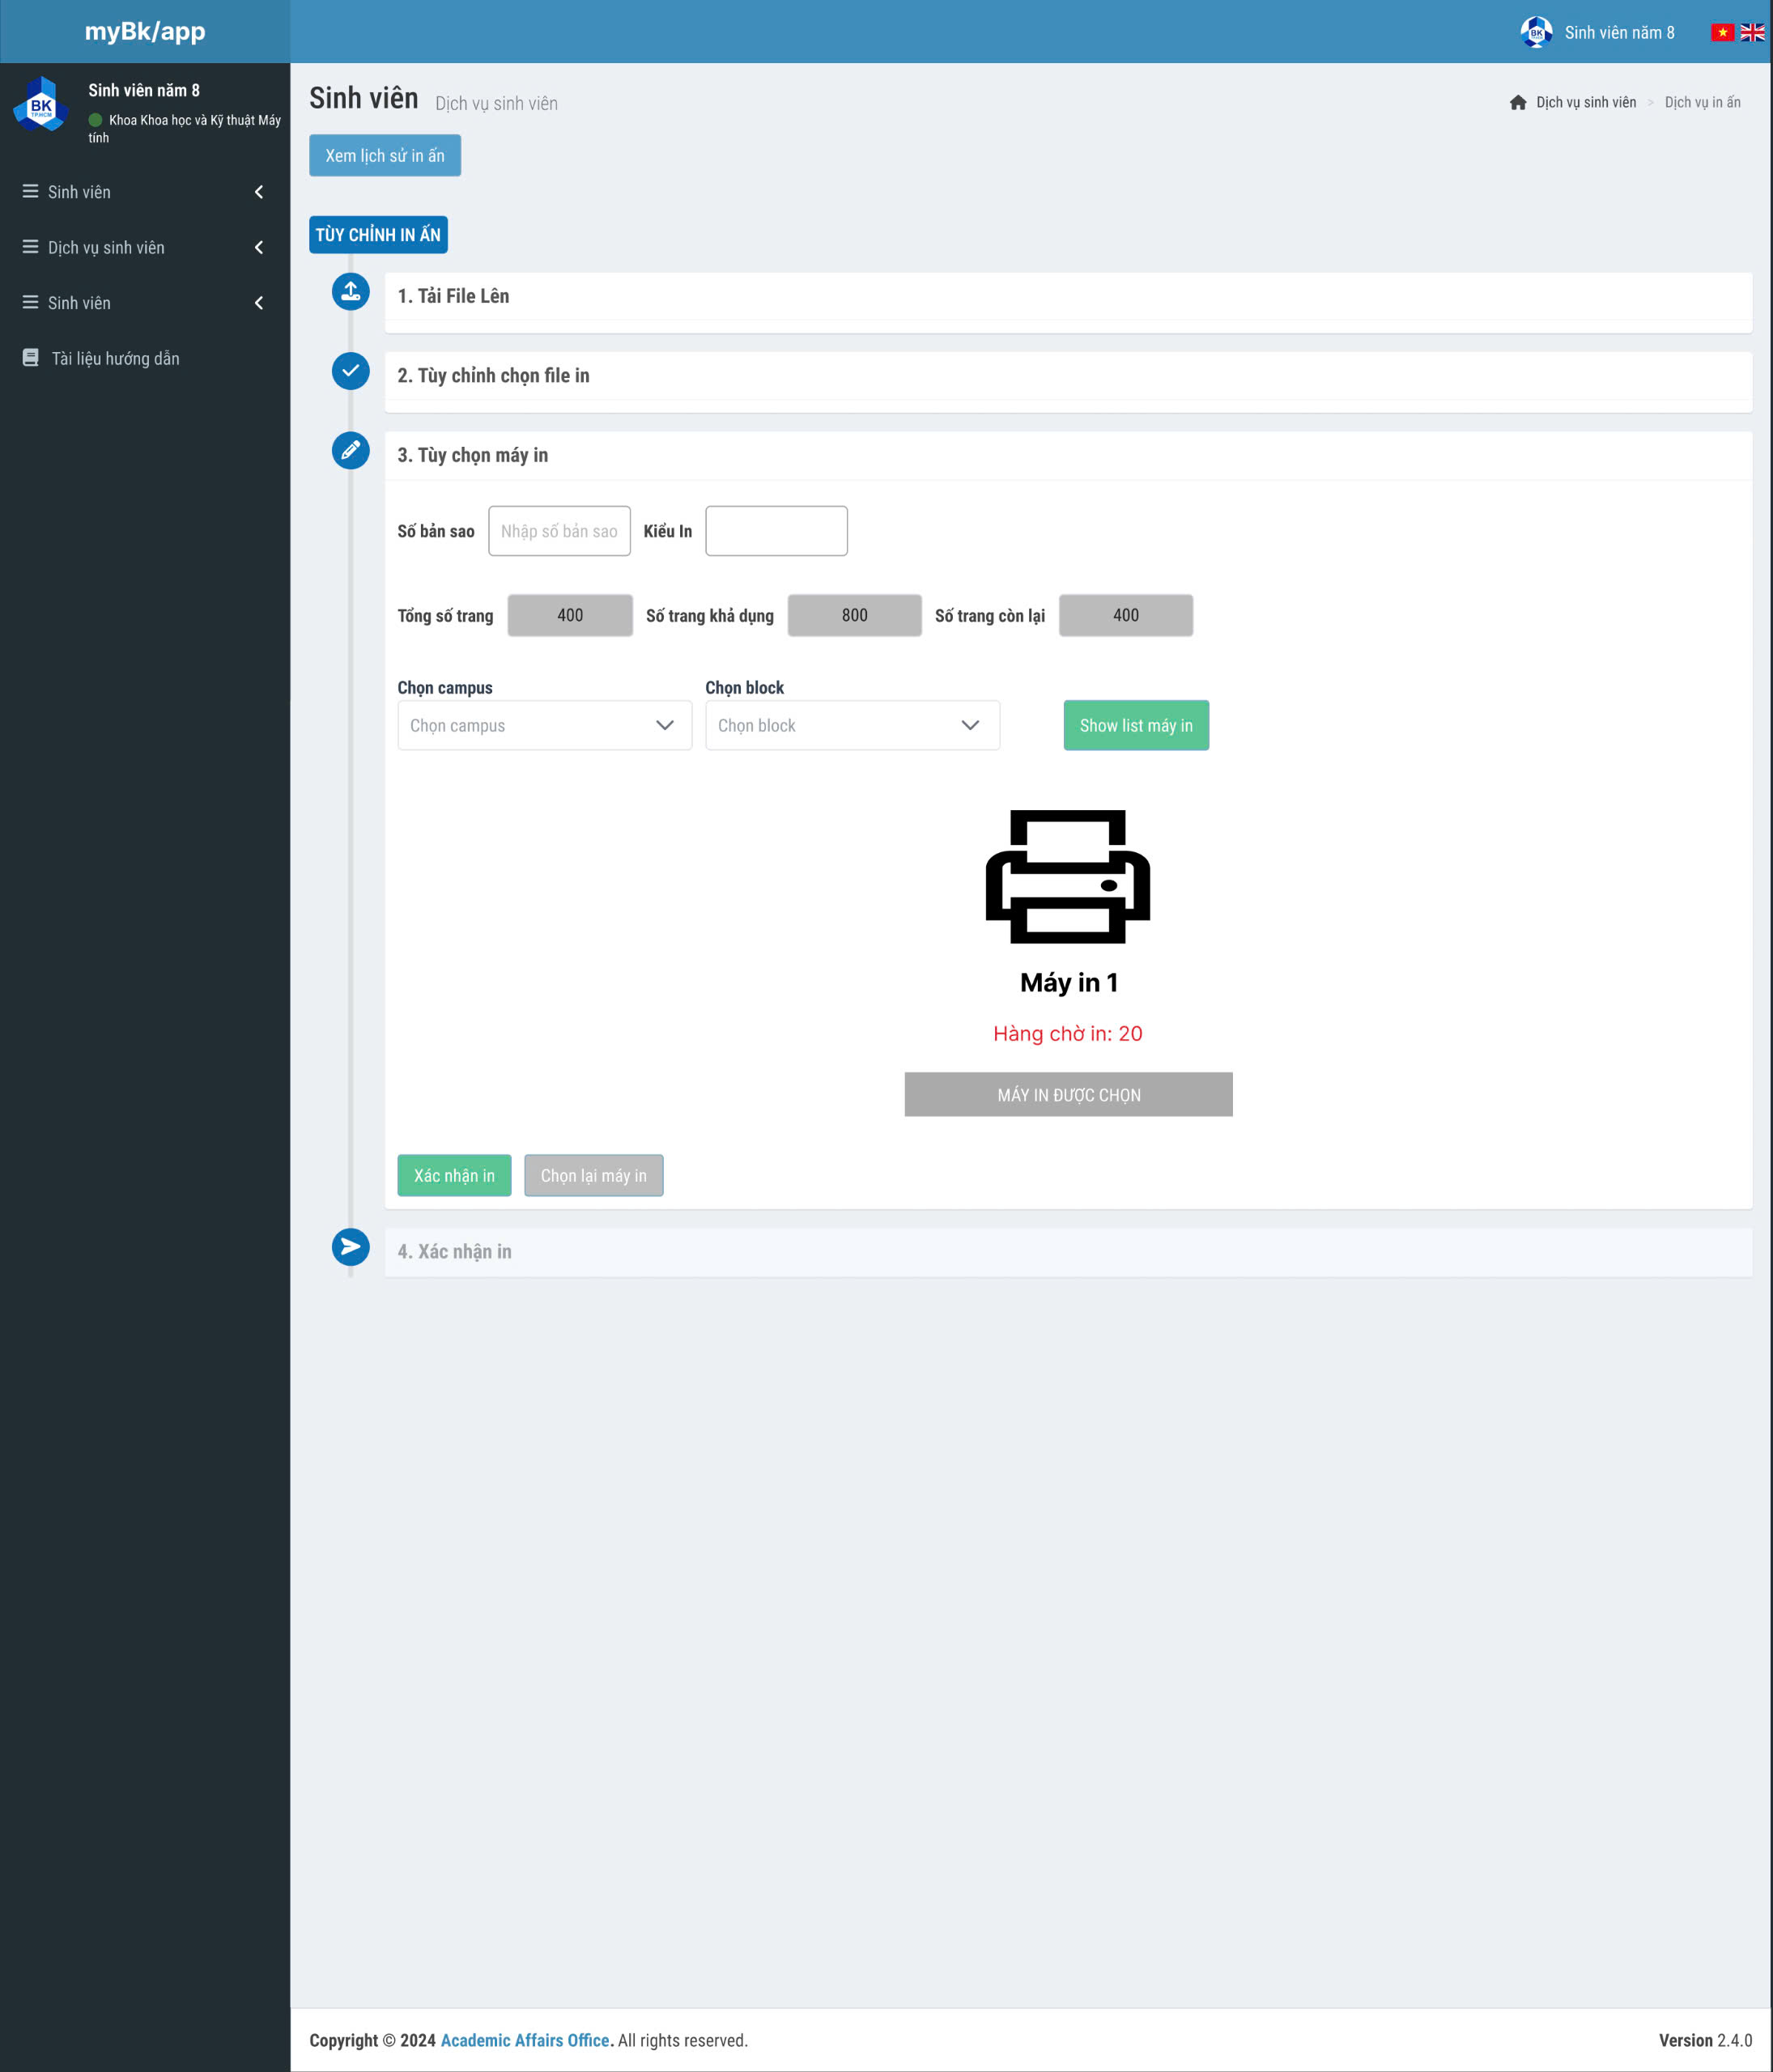 myBk/app
Sinh viên năm 8
BK
TP.HCM
Sinh viên năm 8
Khoa Khoa học và Kỹ thuật Máy
tính
Sinh viên
Dịch vụ sinh viên
Sinh viên
Tài liệu hướng dẫn
Sinh viên Dịch vụ sinh viên
Dịch vụ sinh viên > Dịch vụ in ấn
Xem lịch sử in ấn
TÙY CHỈNH IN ẤN
1. Tải File Lên
2. Tùy chỉnh chọn file in
3. Tùy chọn máy in
Số bản sao Nhập số bản sao Kiểu In
Tổng số trang 400 Số trang khả dụng 800 Số trang còn lại 400
Chọn campus Chọn block
Chọn campus Chọn block Show list máy in
Máy in 1
Hàng chờ in: 20
MÁY IN ĐƯỢC CHỌN
Xác nhận in Chọn lại máy in
4. Xác nhận in
Copyright © 2024 Academic Affairs Office. All rights reserved.
Version 2.4.0